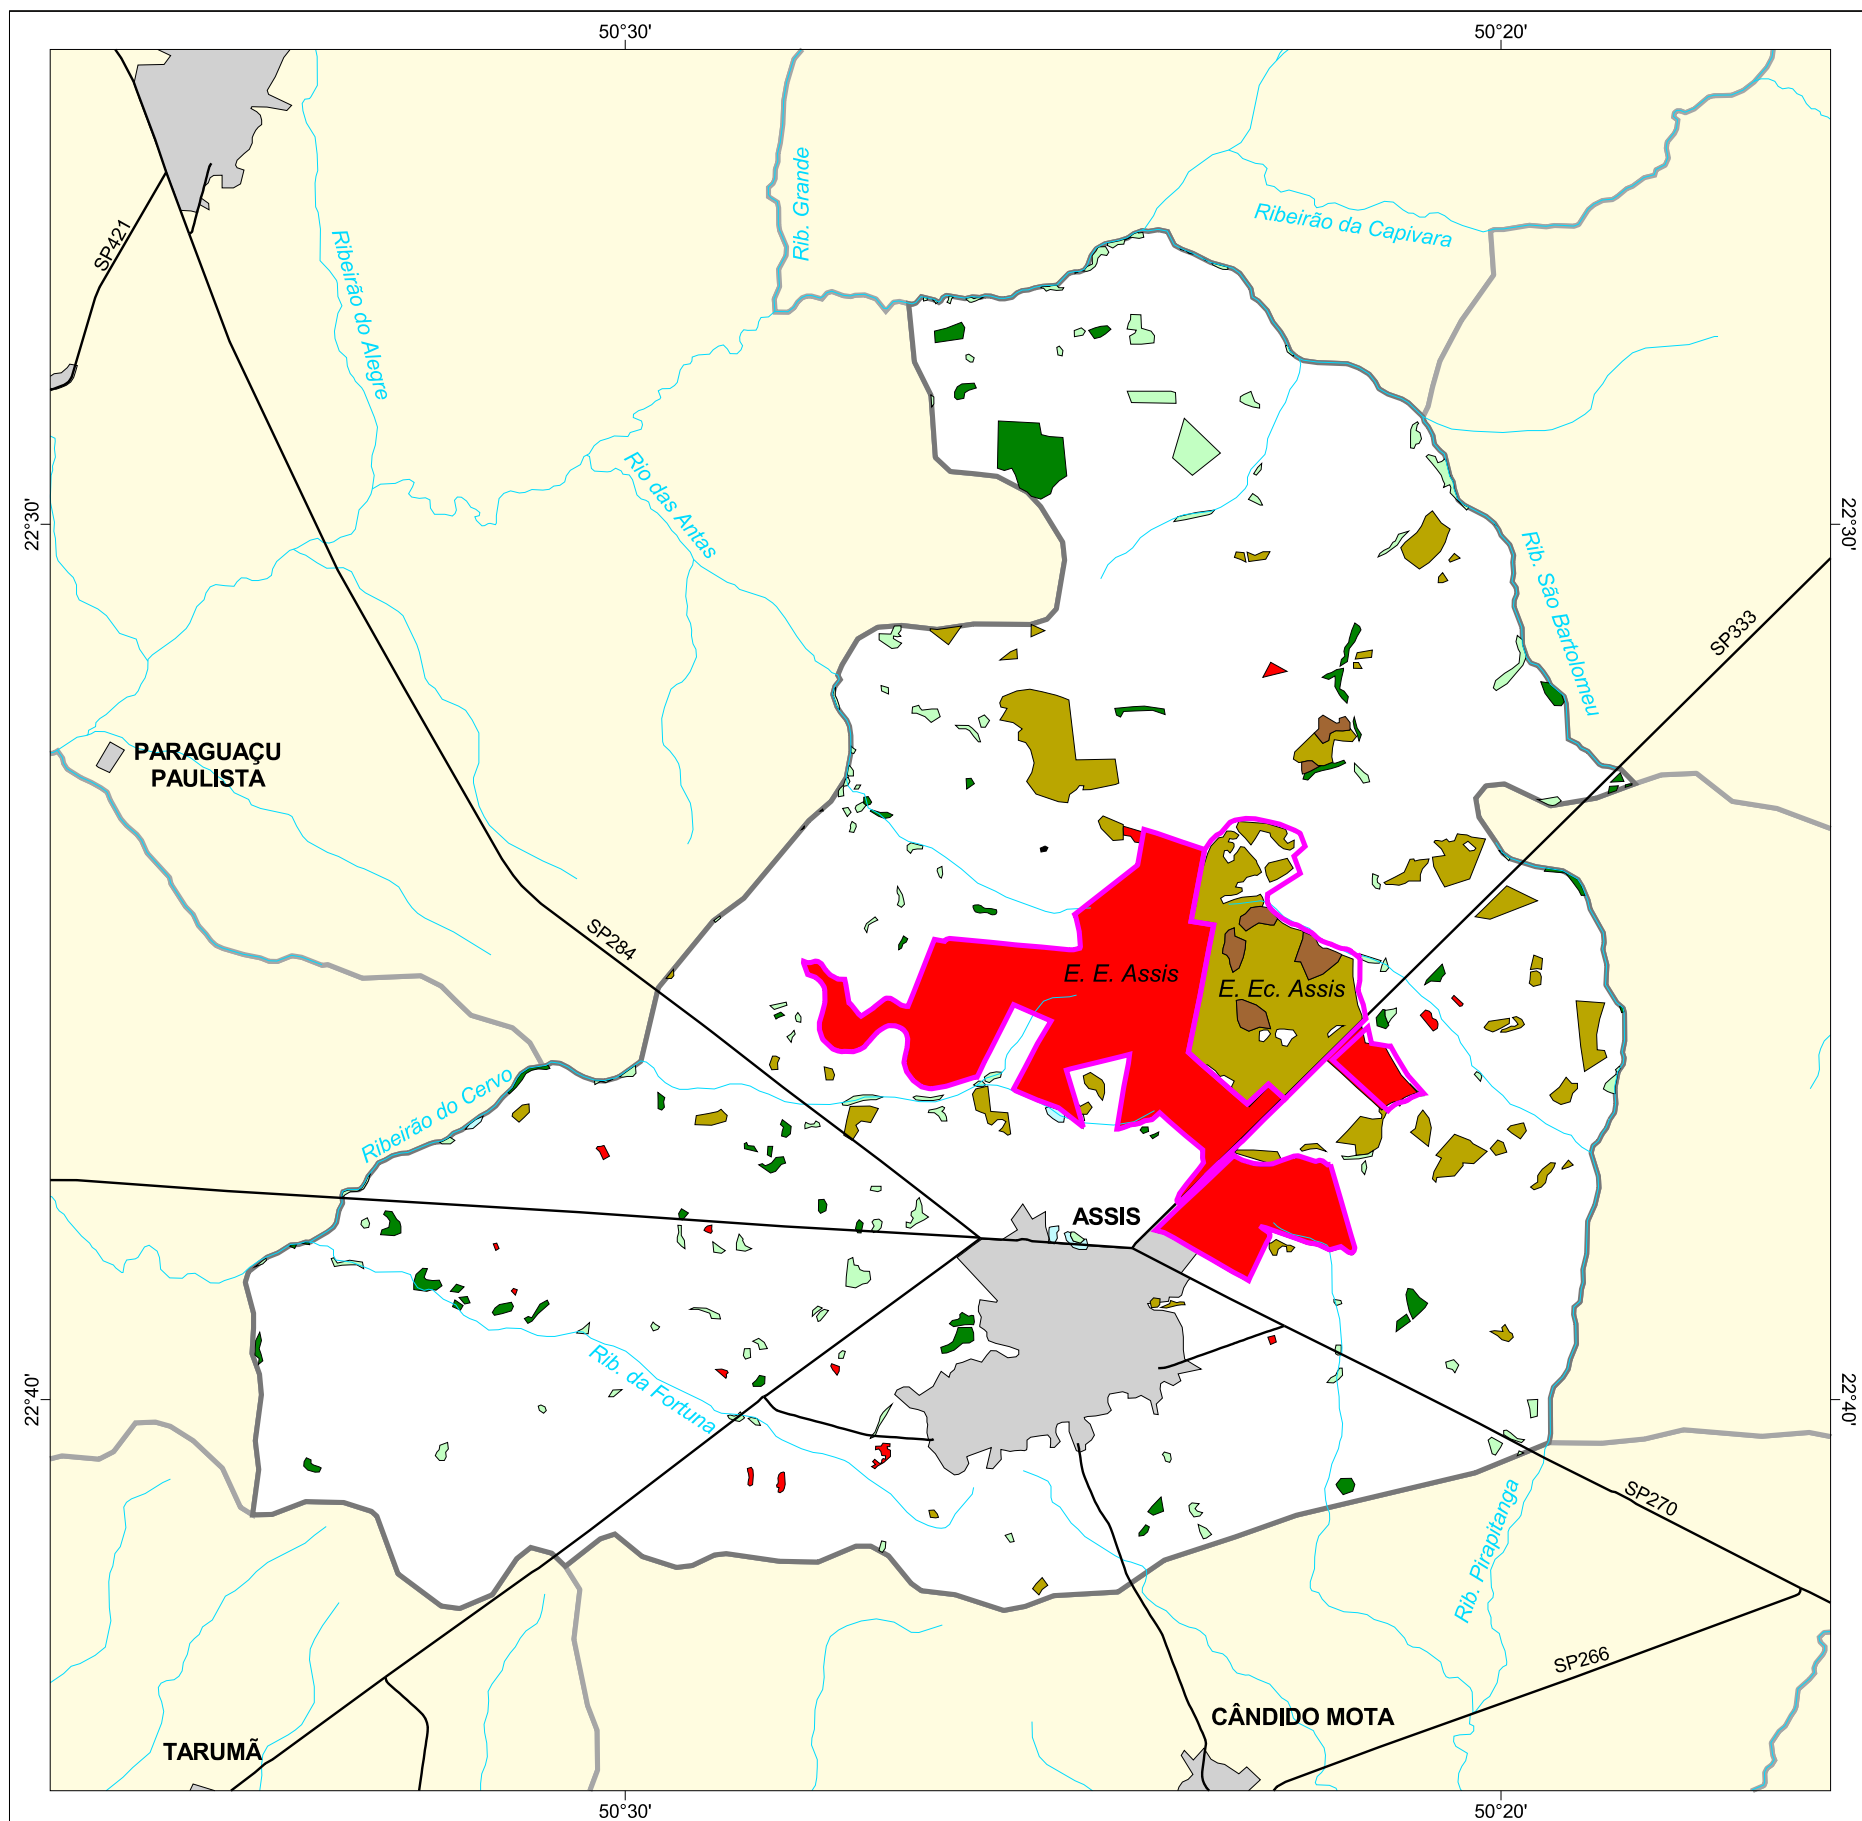 50°30'
50°20'
Rib. Grande
Ribeirão da Capivara
SP421
Ribeirão do Alegre
Rio das Antas
22°30'
22°30'
Rib. São Bartolomeu
SP333
PARAGUAÇU
PAULISTA
SP284
E. E. Assis
E. Ec. Assis
Ribeirão do Cervo
ASSIS
Rib. da Fortuna
22°40'
22°40'
SP270
Rib. Pirapitanga
SP266
CÂNDIDO MOTA
TARUMÃ
50°30'
50°20'